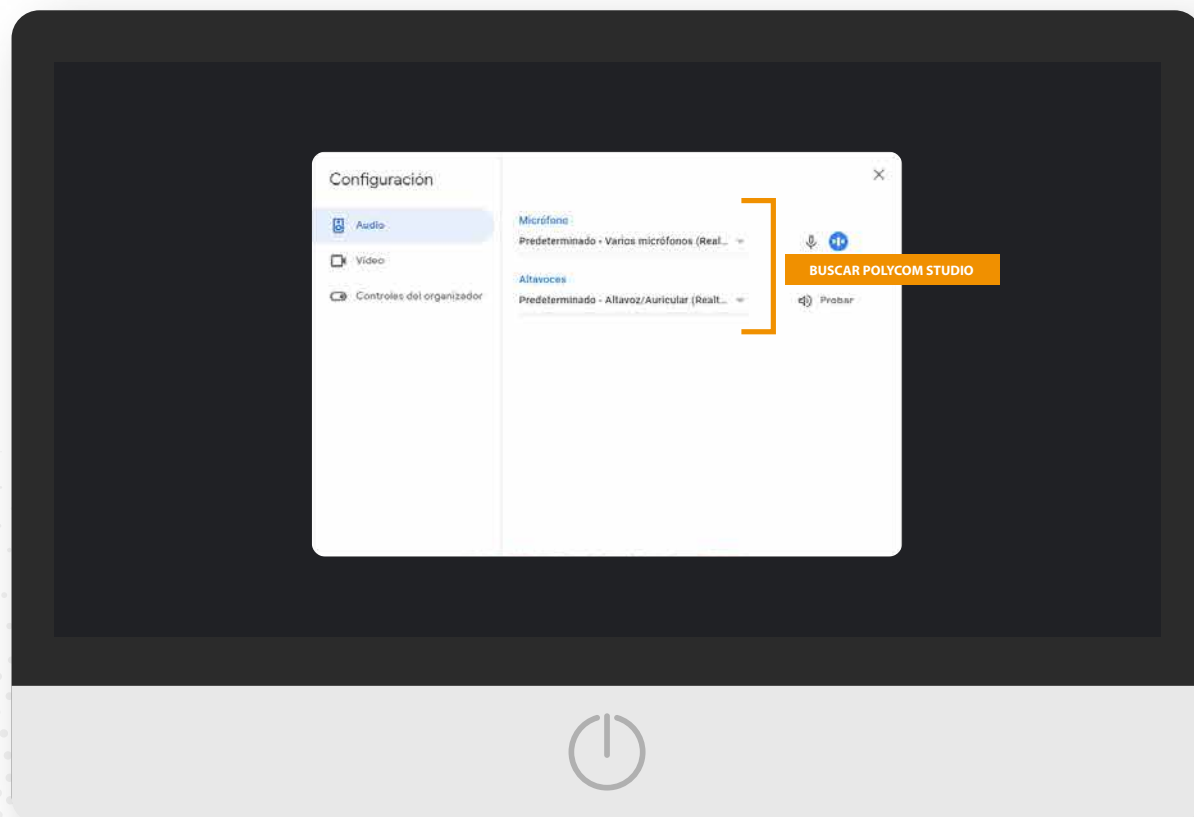 Configuración
Audio
Vídeo
Controles del organizador
Micrófono
Predeterminado - Varios micrófonos (Real...
BUSCAR POLYCOM STUDIO
Altavoces
Predeterminado - Altavoz/Auricular (Realt...
Probar